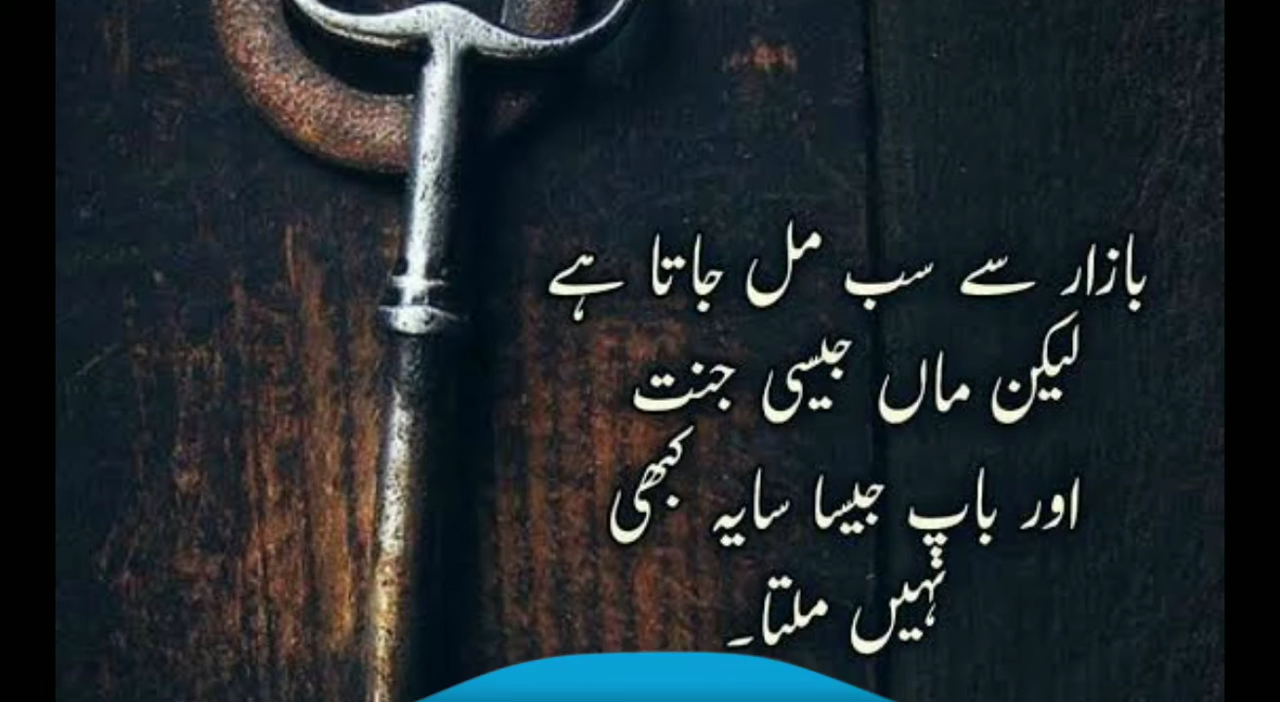 بازار سے سب مل جاتا ہے
لیکن ماں جیسی جنت
اور باپ جیسا سایہ کبھی
نہیں ملتا۔